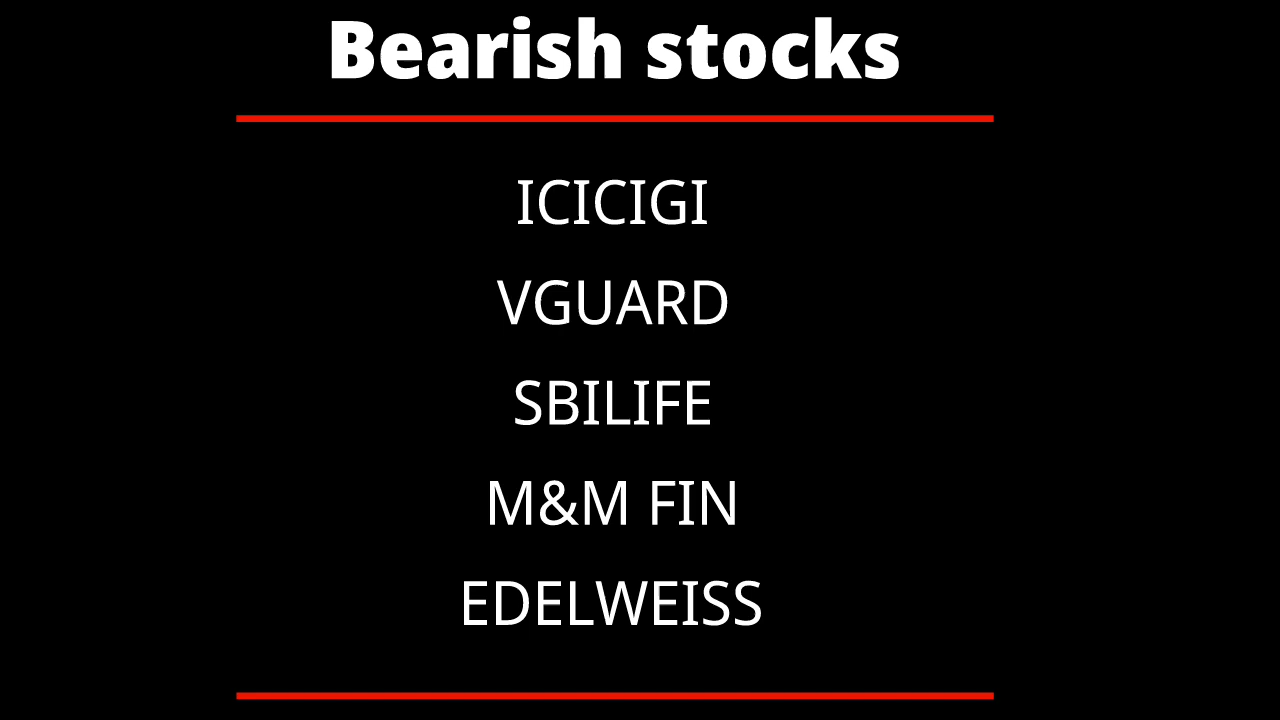 Bearish stocks
ICICIGI
VGUARD
SBILIFE
M&M FIN
EDELWEISS